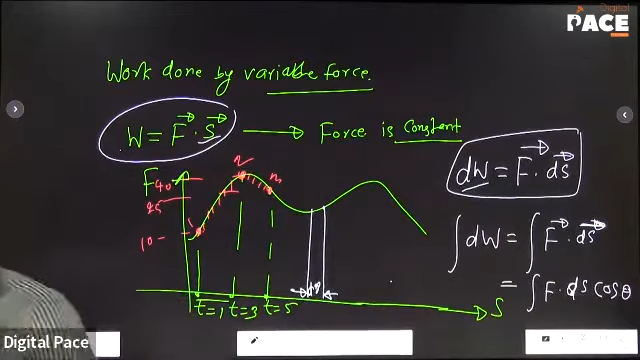 Digital
PACE
Work done by variable force.
W = F · S → Force is constant
dW = F · ds
F
40
25
10
1
2
∫dW = ∫F · ds
= ∫F · ds cosθ
ds
S
t=1 t=3 t=5
Digital Pace